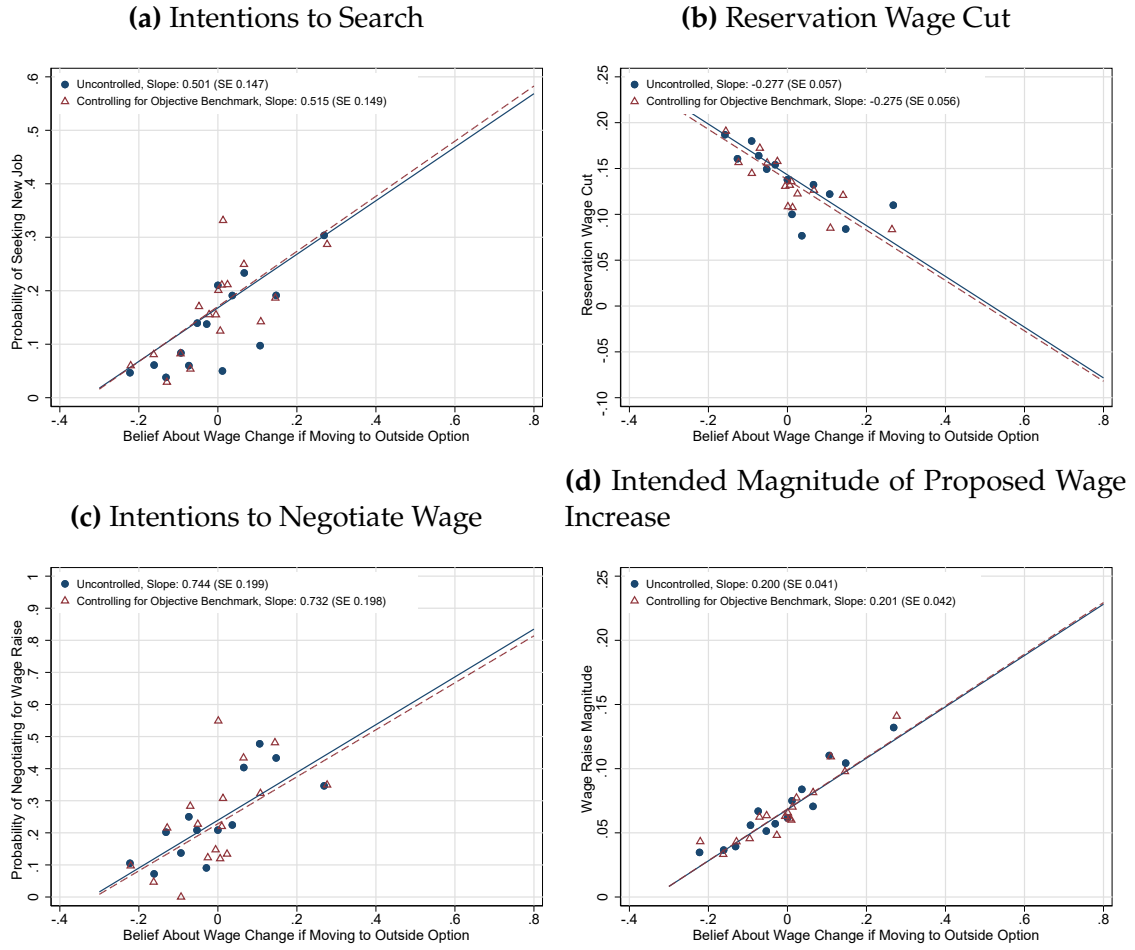 (a) Intentions to Search
(b) Reservation Wage Cut
Uncontrolled, Slope: 0.501 (SE 0.147)
Controlling for Objective Benchmark, Slope: 0.515 (SE 0.149)
Probability of Seeking New Job
.6
.5
.4
.3
.2
.1
0
-.4
-.2
0
.2
.4
.6
.8
Belief About Wage Change if Moving to Outside Option
Uncontrolled, Slope: -0.277 (SE 0.057)
Controlling for Objective Benchmark, Slope: -0.275 (SE 0.056)
Reservation Wage Cut
.25
.20
.15
.10
.05
0
-.05
-.10
-.4
-.2
0
.2
.4
.6
.8
Belief About Wage Change if Moving to Outside Option
(c) Intentions to Negotiate Wage
(d) Intended Magnitude of Proposed Wage
Increase
Uncontrolled, Slope: 0.744 (SE 0.199)
Controlling for Objective Benchmark, Slope: 0.732 (SE 0.198)
Probability of Negotiating for Wage Raise
1
.9
.8
.7
.6
.5
.4
.3
.2
.1
0
-.4
-.2
0
.2
.4
.6
.8
Belief About Wage Change if Moving to Outside Option
Uncontrolled, Slope: 0.200 (SE 0.041)
Controlling for Objective Benchmark, Slope: 0.201 (SE 0.042)
Wage Raise Magnitude
.25
.20
.15
.10
.05
0
-.4
-.2
0
.2
.4
.6
.8
Belief About Wage Change if Moving to Outside Option